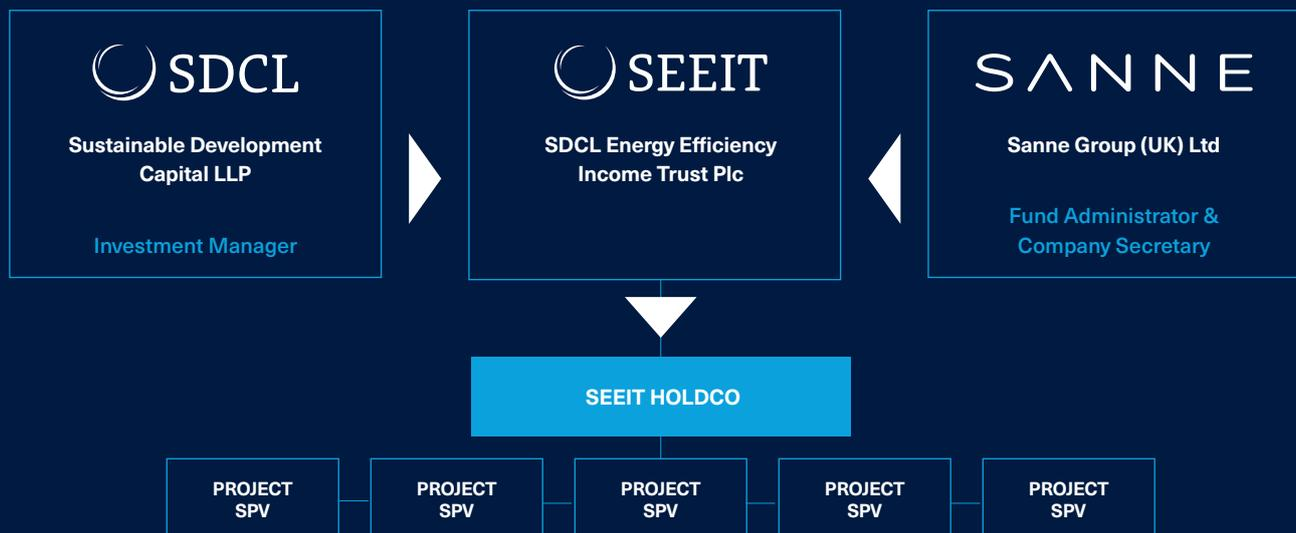 SDCL
Sustainable Development
Capital LLP
Investment Manager
SEEIT
SDCL Energy Efficiency
Income Trust Plc
SANNE
Sanne Group (UK) Ltd
Fund Administrator &
Company Secretary
SEEIT HOLDCO
PROJECT
SPV
PROJECT
SPV
PROJECT
SPV
PROJECT
SPV
PROJECT
SPV